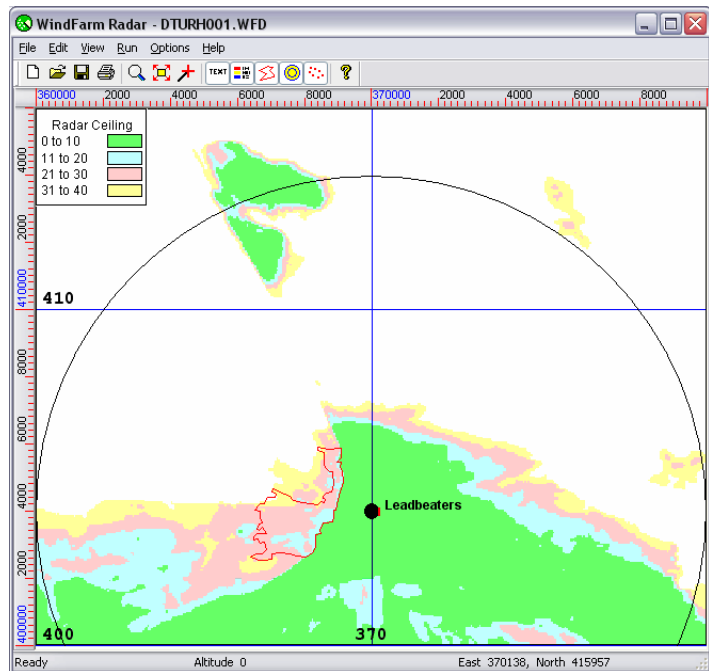 WindFarm Radar - DTURH001.WFD
File Edit View Run Options Help
TEXT
360000 2000 4000 6000 8000 370000 2000 4000 6000 8000
Radar Ceiling
0 to 10
11 to 20
21 to 30
31 to 40
4000
2000
410000
410
8000
6000
4000
Leadbeaters
2000
400000
400 370
Ready Altitude 0 East 370138, North 415957